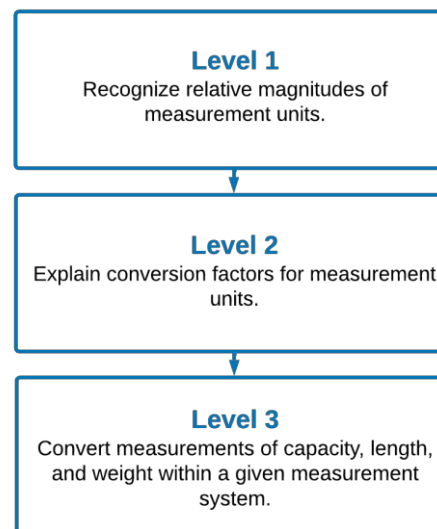 Level 1
Recognize relative magnitudes of
measurement units.
Level 2
Explain conversion factors for measurement
units.
Level 3
Convert measurements of capacity, length,
and weight within a given measurement
system.